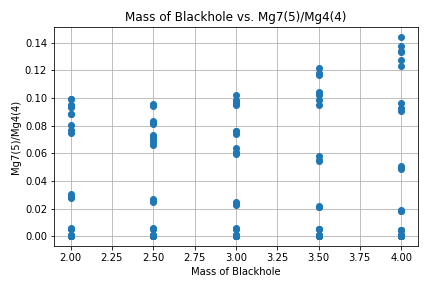 Mass of Blackhole vs. Mg7(5)/Mg4(4)
Mg7(5)/Mg4(4)
0.14
0.12
0.10
0.08
0.06
0.04
0.02
0.00
2.00 2.25 2.50 2.75 3.00 3.25 3.50 3.75 4.00
Mass of Blackhole